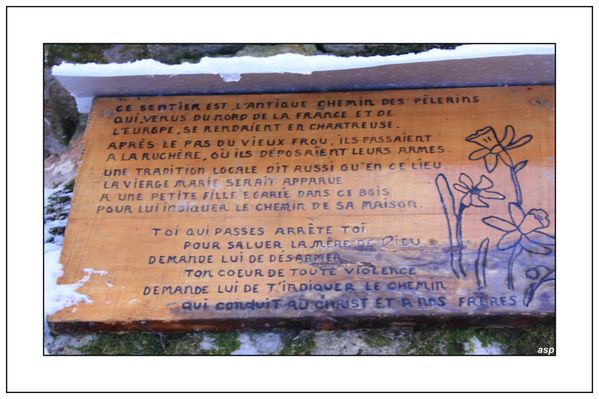 CE SENTIER EST L'ANTIQUE CHEMIN DES PÈLERINS
QUI, VENUS DU NORD DE LA FRANCE ET DE
L'EUROPE, SE RENDAIENT EN CHARTREUSE.
APRÉS LE PAS DU VIEUX FROU, ILS PASSAIENT
A LA RUCHÈRE, OÙ ILS DÉPOSAIENT LEURS ARMES.
UNE TRADITION LOCALE DIT AUSSI QU'EN CE LIEU
LA VIERGE MARIE SERAIT APPARUE
A UNE PETITE FILLE EGARÉE DANS CE BOIS
POUR LUI INDIQUER LE CHEMIN DE SA MAISON.
TOI QUI PASSES ARRÊTE TOI
POUR SALUER LA MÈRE DE DIEU
DEMANDE LUI DE DÉSARMER
TON COEUR DE TOUTE VIOLENCE
DEMANDE LUI DE T'INDIQUER LE CHEMIN
QUI CONDUIT AU CHRIST ET A NOS FRÈRES
asp